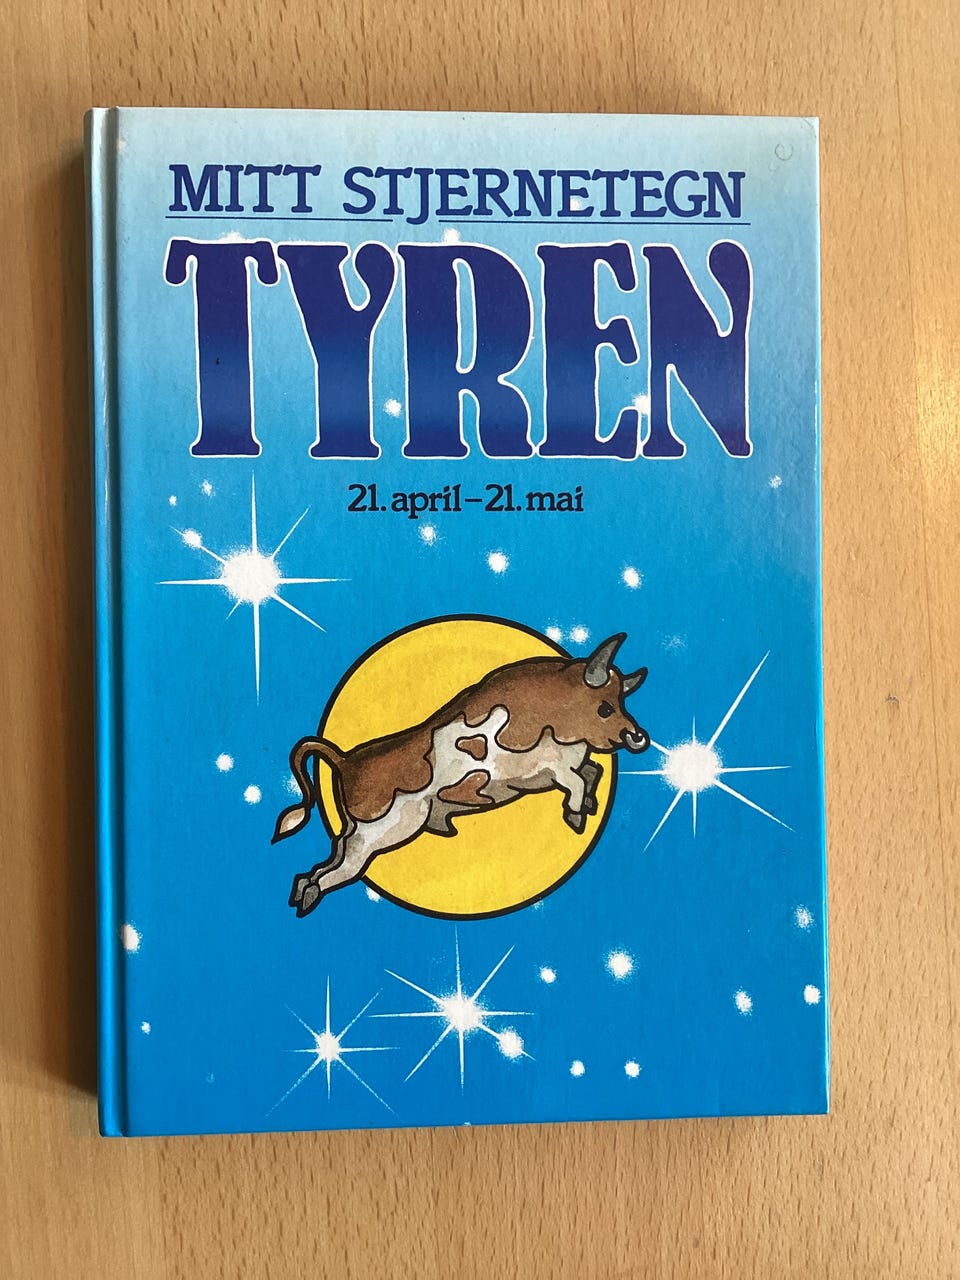 MITT STJERNETEGN
TYREN
21. april–21. mai